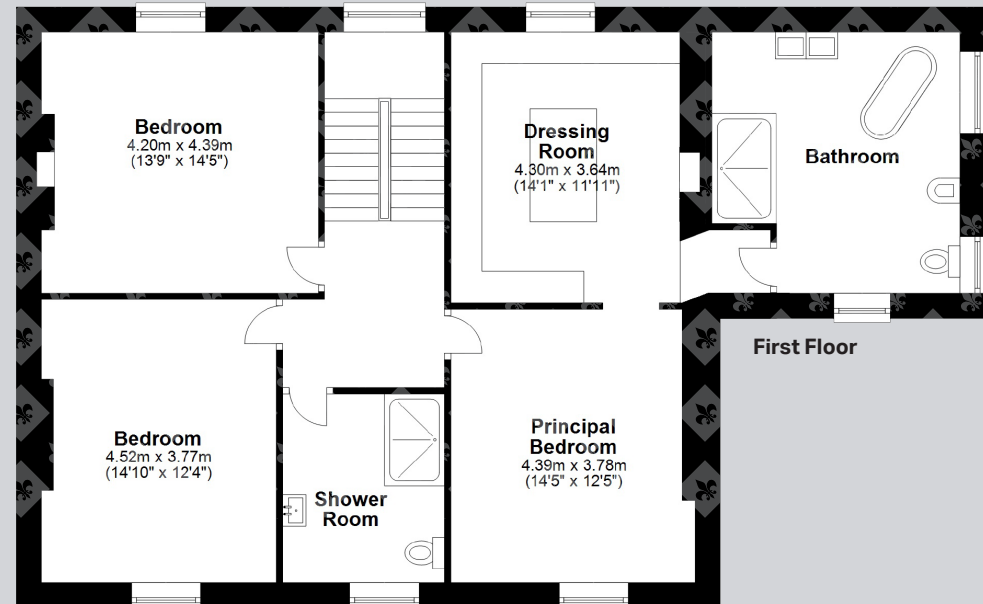 Bedroom
4.20m x 4.39m
(13'9" x 14'5")
Dressing
Room
4.30m x 3.64m
(14'1" x 11'11")
Bathroom
First Floor
Bedroom
4.52m x 3.77m
(14'10" x 12'4")
Principal
Bedroom
4.39m x 3.78m
(14'5" x 12'5")
Shower
Room